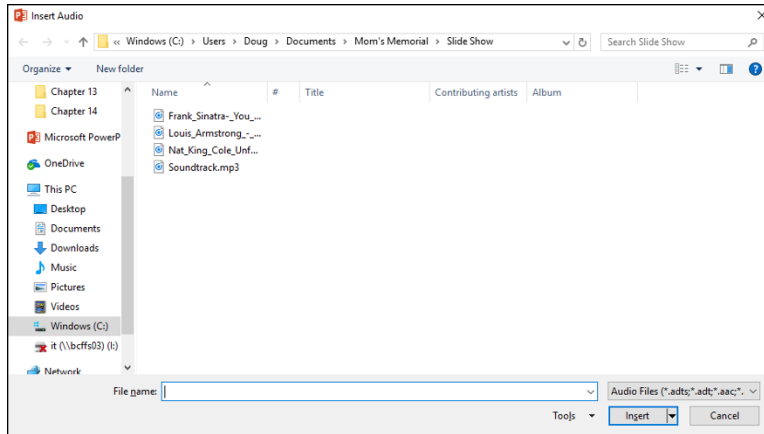 Insert Audio
« Windows (C:) > Users > Doug > Documents > Mom's Memorial > Slide Show
Search Slide Show
Organize
New folder
Chapter 13
Chapter 14
Microsoft PowerP
OneDrive
This PC
Desktop
Documents
Downloads
Music
Pictures
Videos
Windows (C:)
it (\\bcffs03) (I:)
Network
Name # Title Contributing artists Album
Frank_Sinatra-_You_...
Louis_Armstrong_-_...
Nat_King_Cole_Unf...
Soundtrack.mp3
File name:
Audio Files (*.adts;*.adt;*.aac;*.
Tools
Insert
Cancel